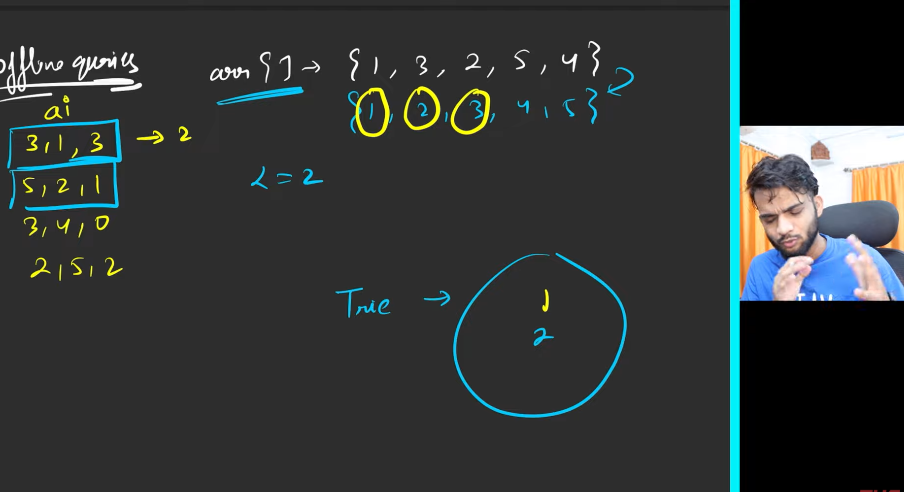 offline queries
arr [ ] → {1, 3, 2, 5, 4}
{1, 2, 3, 4, 5}
ai
3, 1, 3 → 2
5, 2, 1
3, 4, 0
2, 5, 2
< = 2
True →
1
2